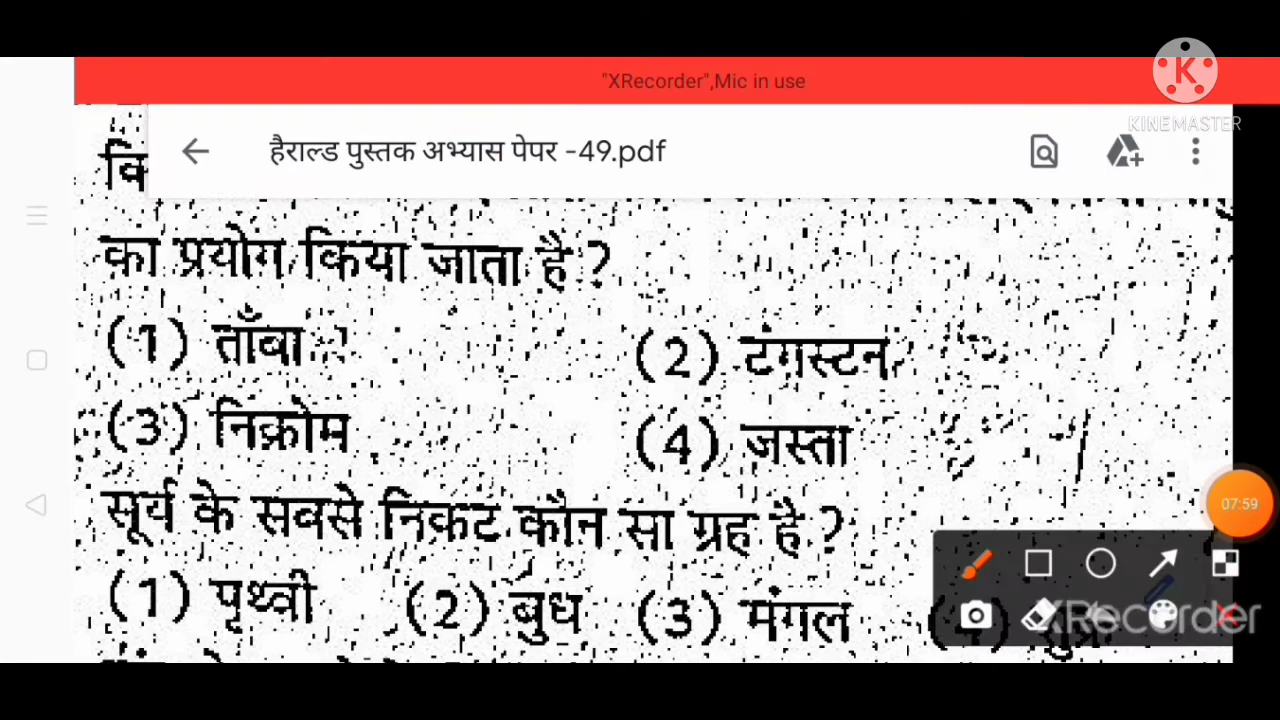 "XRecorder",Mic in use
KINEMASTER
हैराल्ड पुस्तक अभ्यास पेपर -49.pdf
वि
का प्रयोग किया जाता है ?
(1) ताँबा
(2) टंगस्टन
(3) निक्रोम
(4) जस्ता
सूर्य के सबसे निकट कौन सा ग्रह है ?
(1) पृथ्वी (2) बुध (3) मंगल (4) शुक्र
07:59
XRecorder